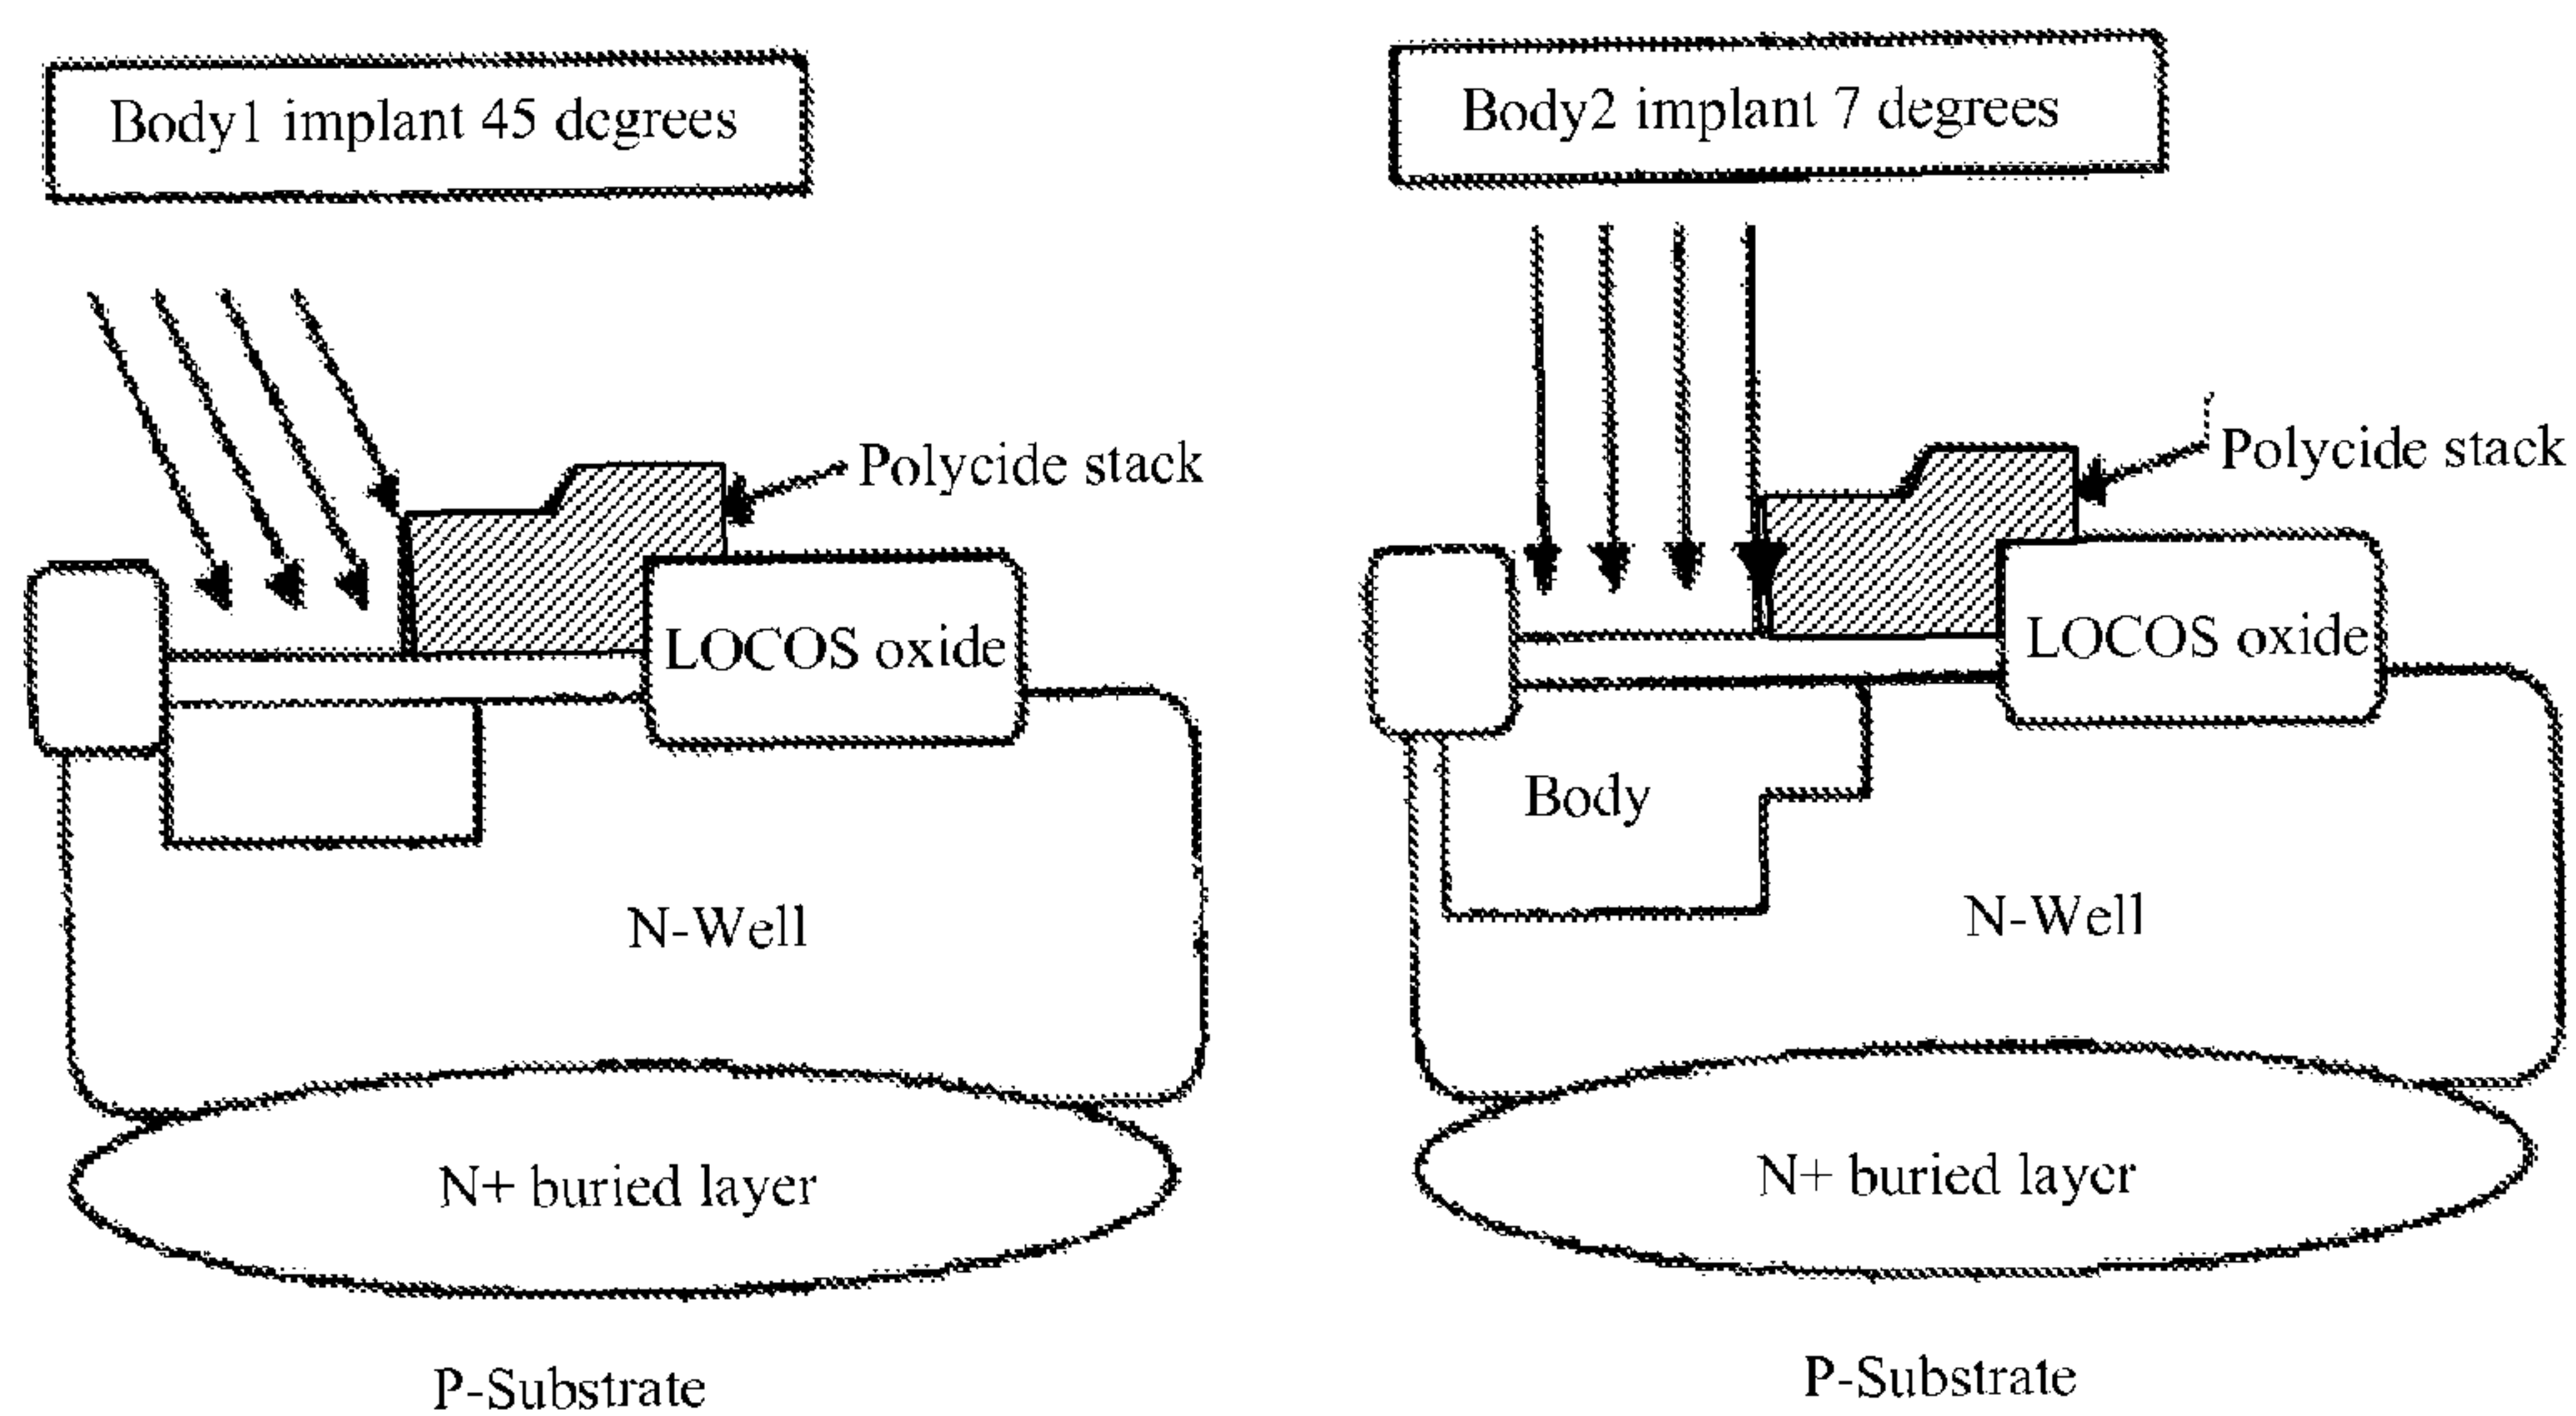 Body1 implant 45 degrees
Polycide stack
LOCOS oxide
N-Well
N+ buried layer
P-Substrate
Body2 implant 7 degrees
Polycide stack
LOCOS oxide
Body
N-Well
N+ buried layer
P-Substrate